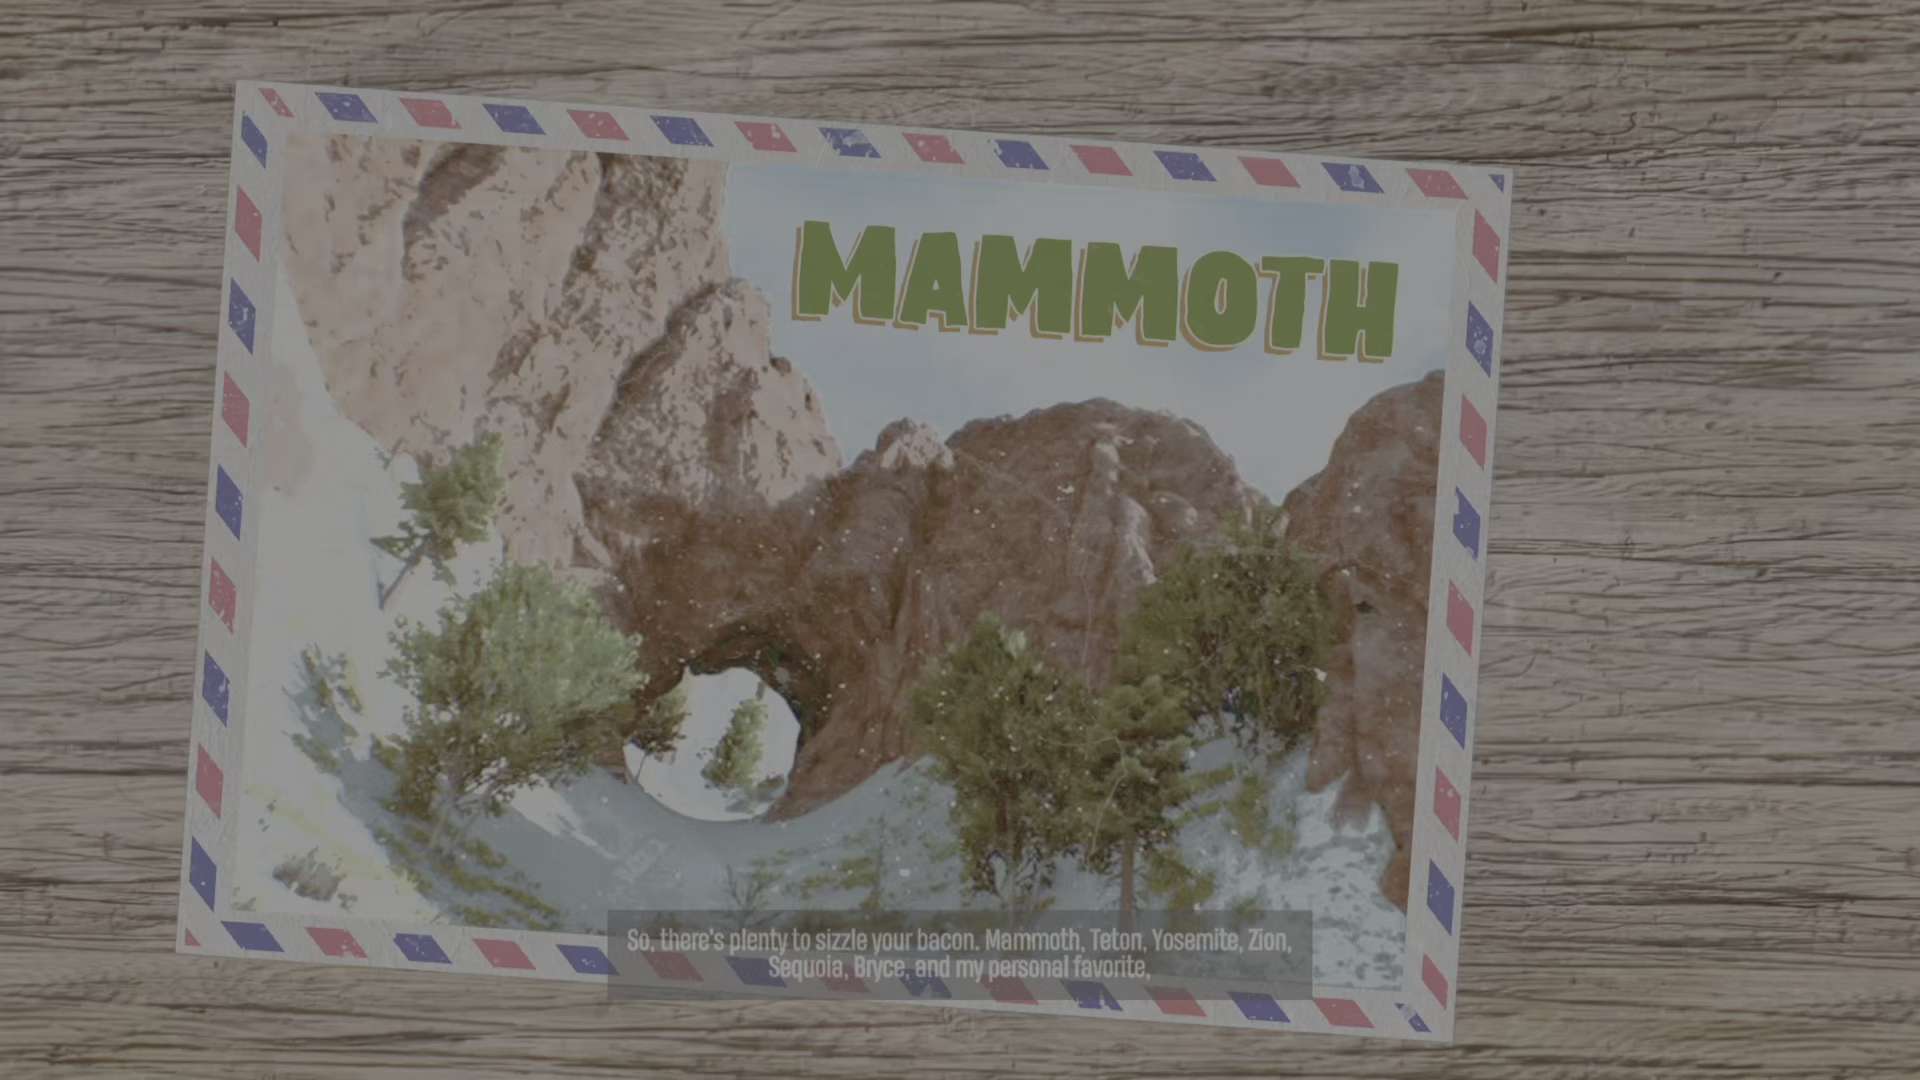 MAMMOTH
So, there's plenty to sizzle your bacon. Mammoth, Teton, Yosemite, Zion,
Sequoia, Bryce, and my personal favorite,